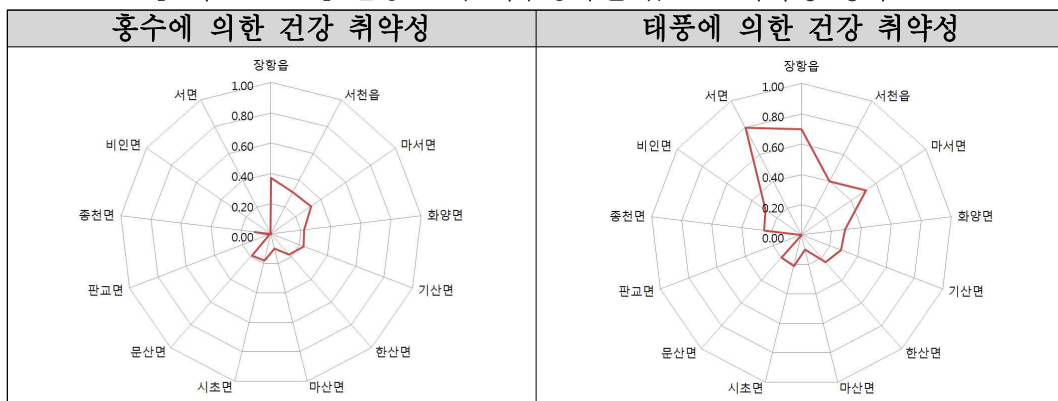 홍수에 의한 건강 취약성
태풍에 의한 건강 취약성
장항읍
1.00
서면
서천읍
0.80
비인면
마서면
0.60
0.40
종천면
0.20
화양면
0.00
판교면
기산면
문산면
한산면
시초면
마산면
장항읍
1.00
서면
서천읍
0.80
비인면
마서면
0.60
0.40
종천면
0.20
화양면
0.00
판교면
기산면
문산면
한산면
시초면
마산면